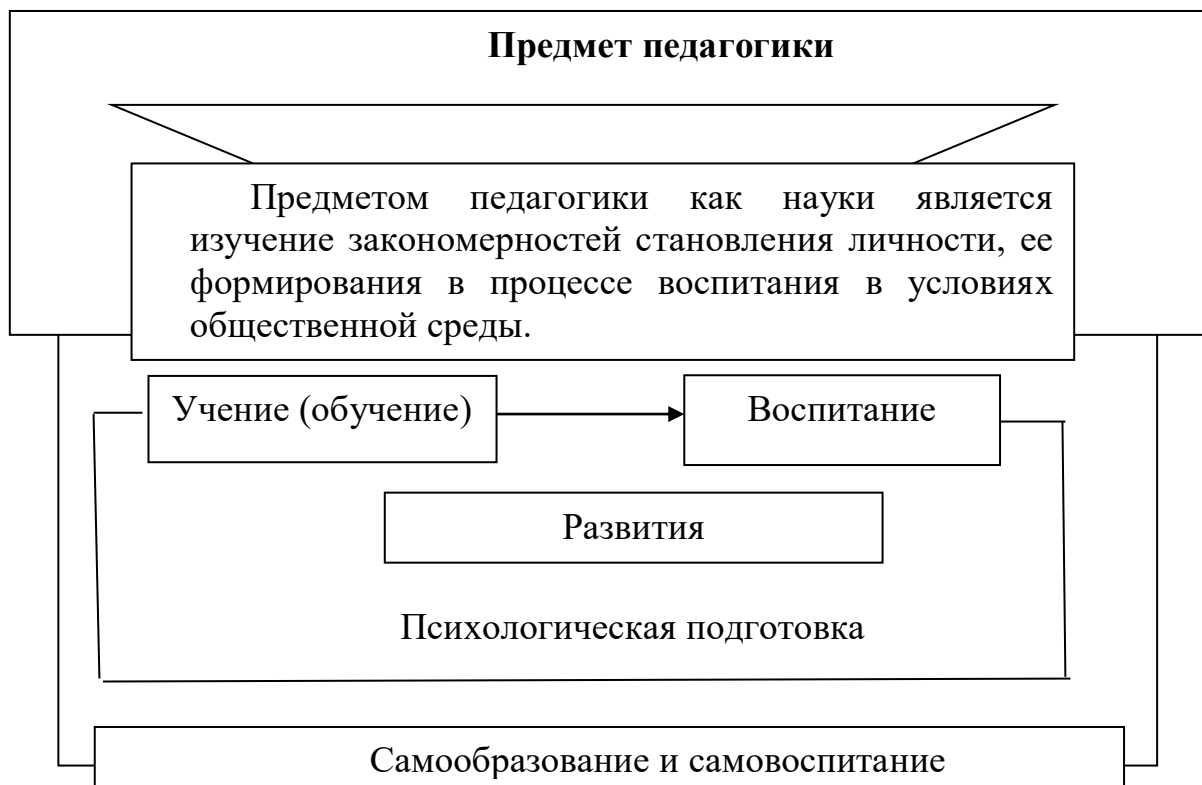 Предмет педагогики
Предметом педагогики как науки является
изучение закономерностей становления личности, ее
формирования в процессе воспитания в условиях
общественной среды.
Учение (обучение)
Воспитание
Развития
Психологическая подготовка
Самообразование и самовоспитание